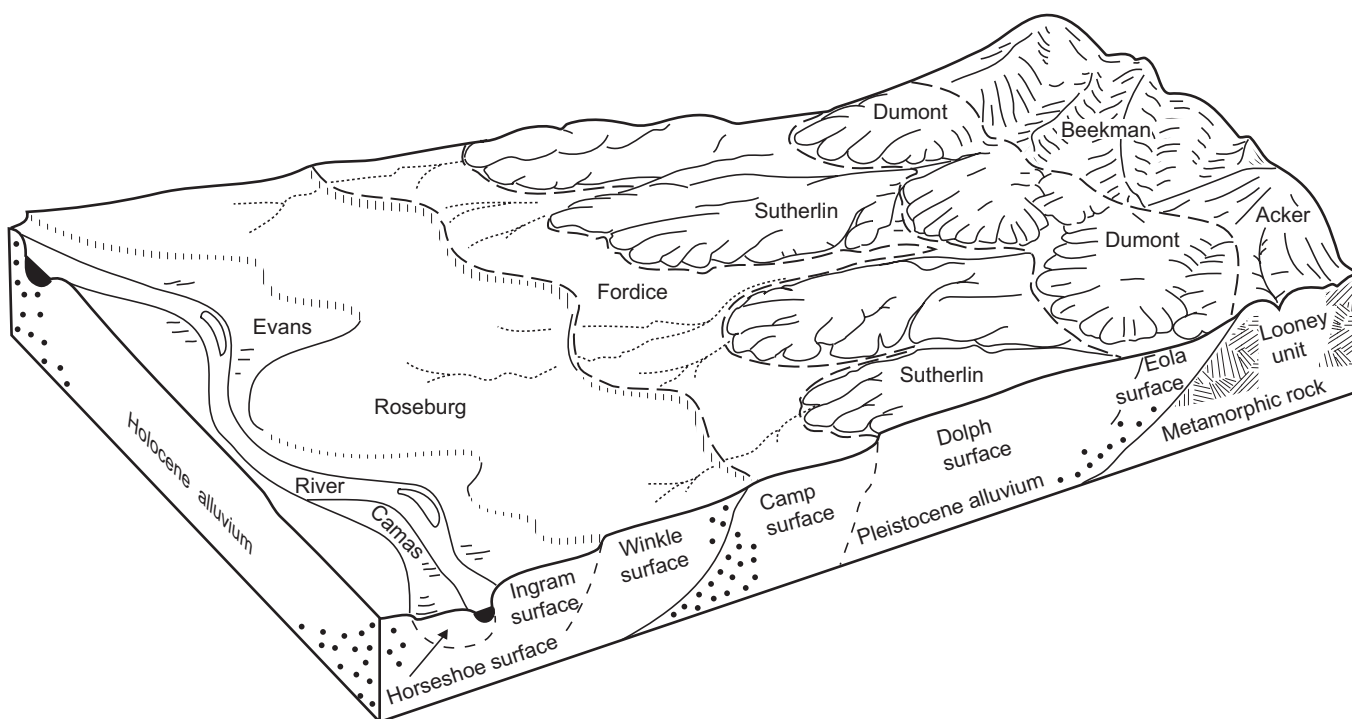 Dumont
Beekman
Sutherlin
Acker
Dumont
Fordice
Evans
Looney
unit
Sutherlin
Eola
surface
Roseburg
Metamorphic rock
Dolph
surface
Holocene alluvium
River
Camas
Camp
surface
Pleistocene alluvium
Winkle
surface
Ingram
surface
Horseshoe surface